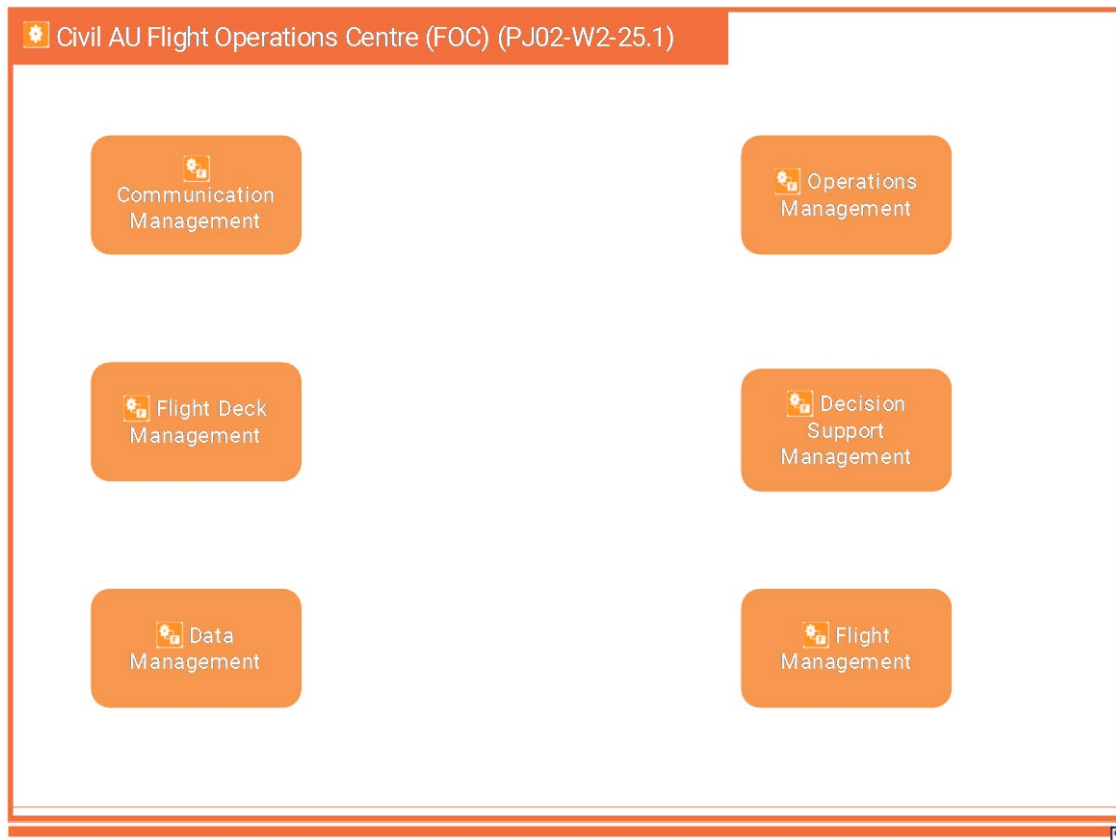 Civil AU Flight Operations Centre (FOC) (PJ02-W2-25.1)
Communication
Management
Operations
Management
Flight Deck
Management
Decision
Support
Management
Data
Management
Flight
Management